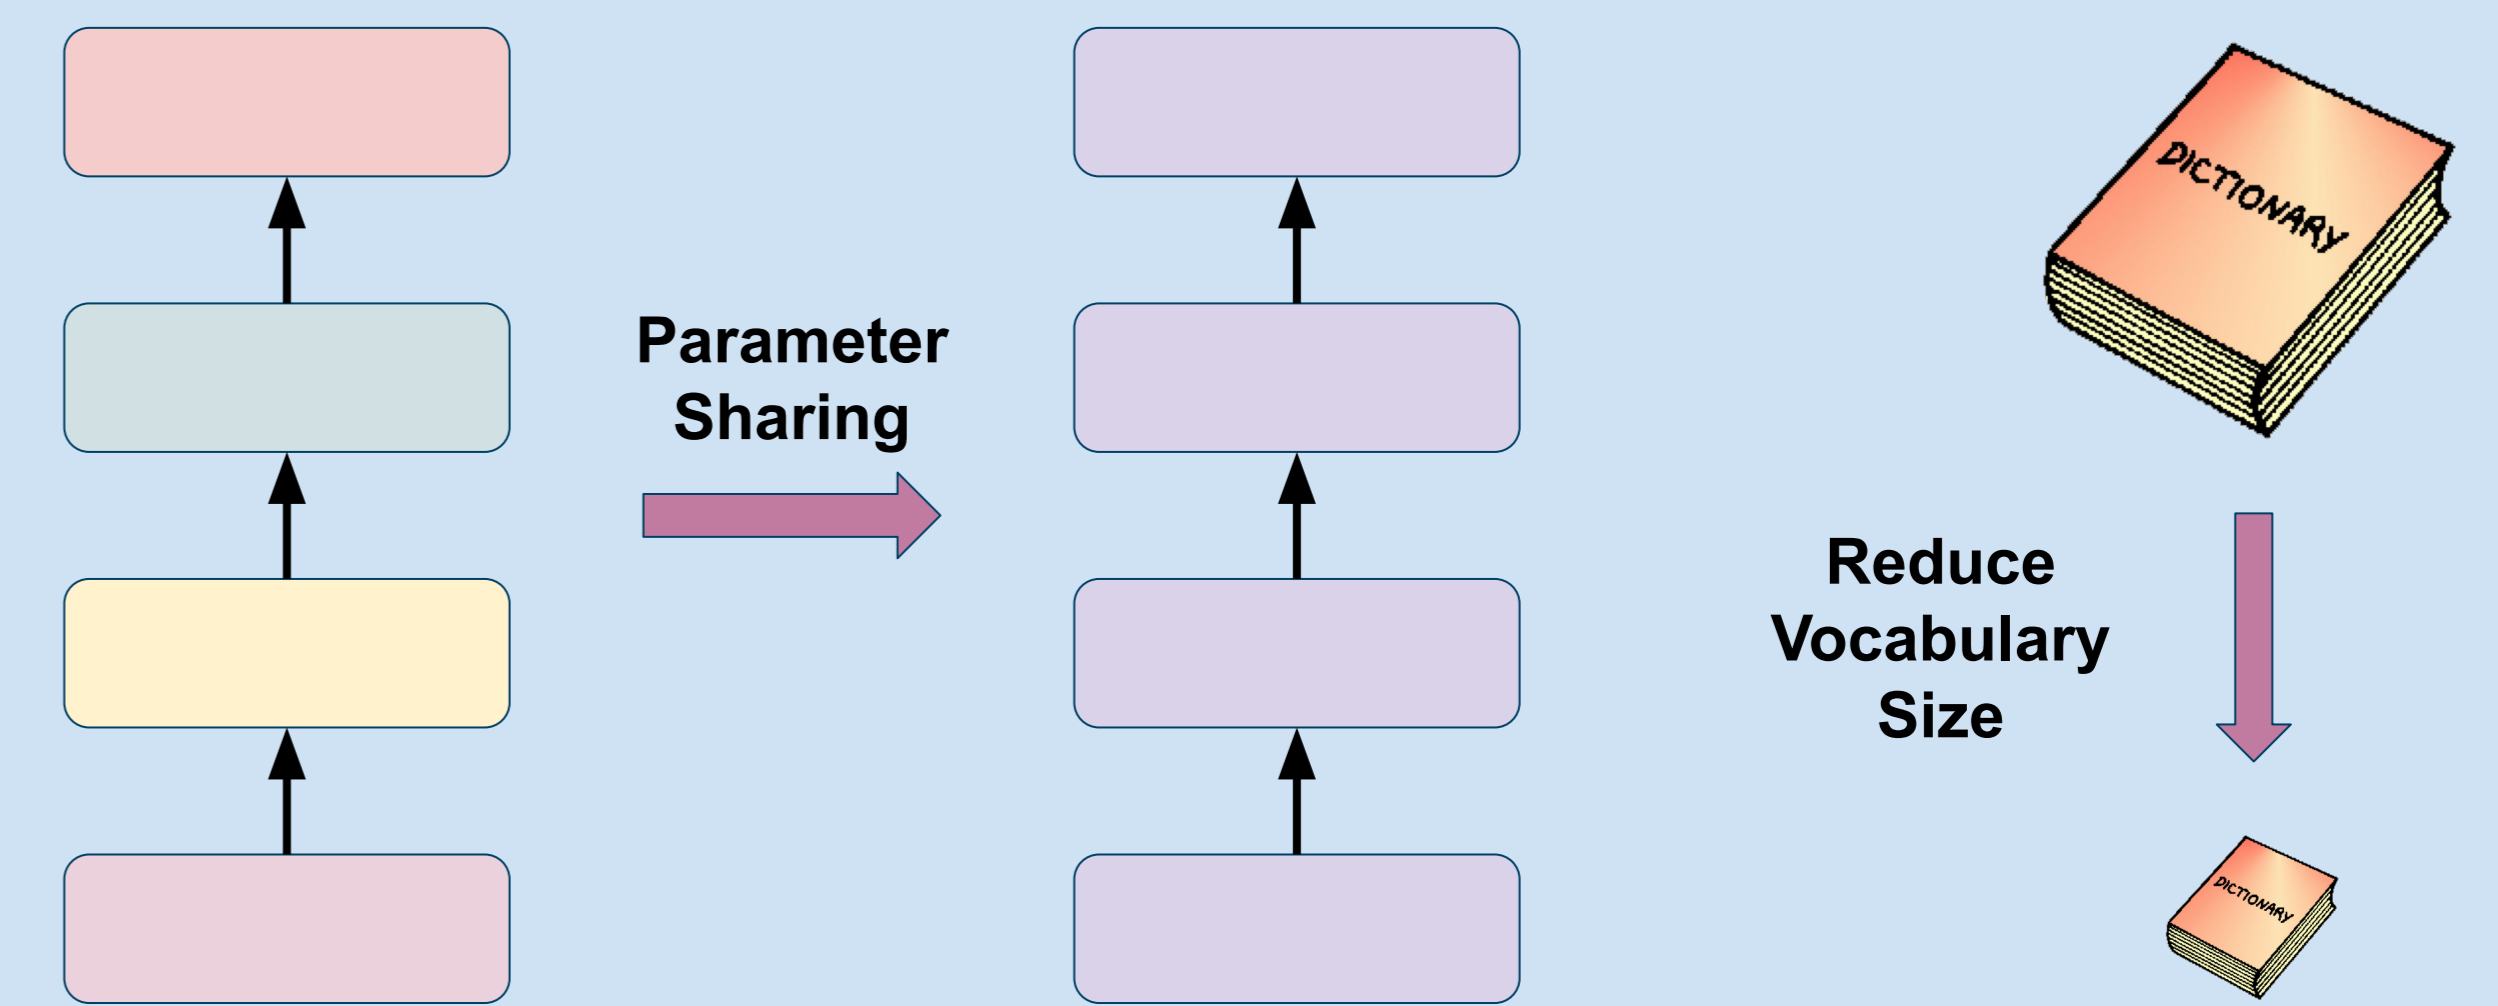 Parameter
Sharing
DICTIONARY
Reduce
Vocabulary
Size
DICTIONARY